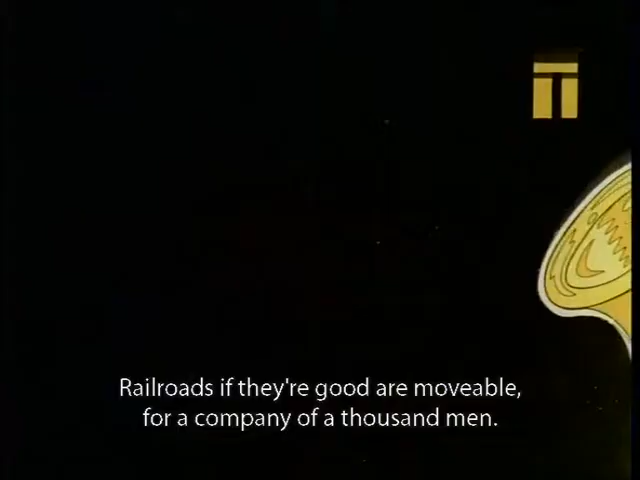 Railroads if they're good are moveable,
for a company of a thousand men.